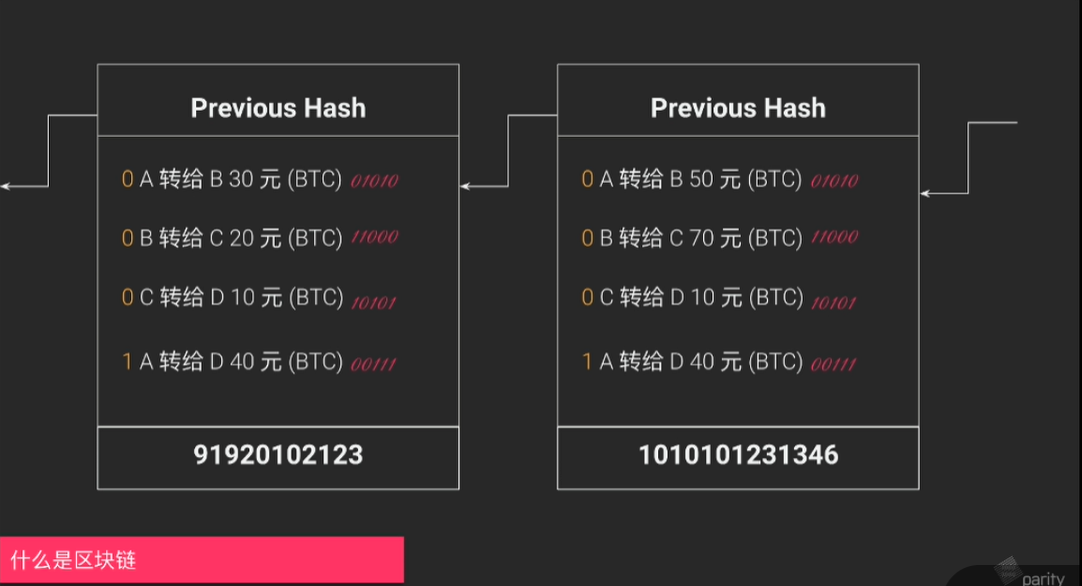 Previous Hash
0 A 转给 B 30 元 (BTC) 01010
0 B 转给 C 20 元 (BTC) 11000
0 C 转给 D 10 元 (BTC) 10101
1 A 转给 D 40 元 (BTC) 00111
91920102123
Previous Hash
0 A 转给 B 50 元 (BTC) 01010
0 B 转给 C 70 元 (BTC) 11000
0 C 转给 D 10 元 (BTC) 10101
1 A 转给 D 40 元 (BTC) 00111
1010101231346
什么是区块链
parity